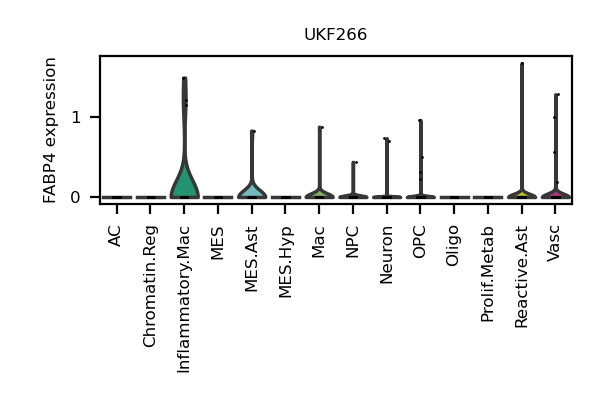 UKF266
FABP4 expression
1
0
AC
Chromatin.Reg
Inflammatory.Mac
MES
MES.Ast
MES.Hyp
Mac
NPC
Neuron
OPC
Oligo
Prolif.Metab
Reactive.Ast
Vasc